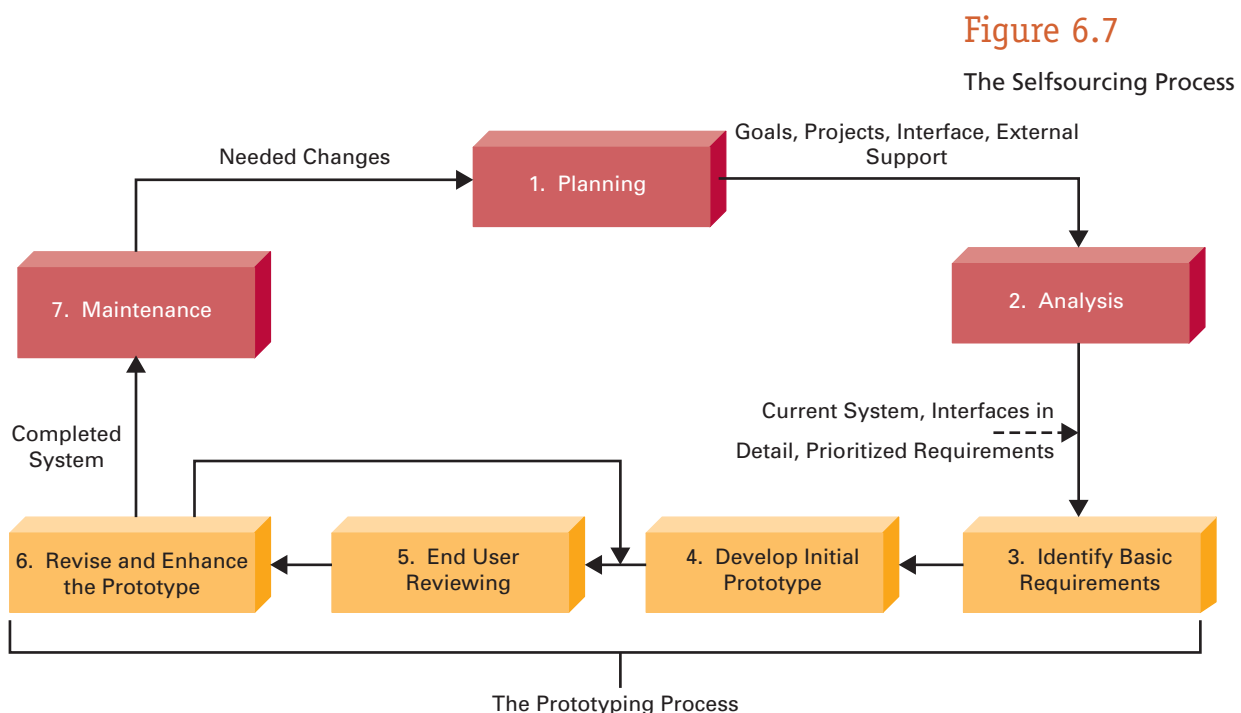 Figure 6.7
The Selfsourcing Process
Needed Changes
1. Planning
Goals, Projects, Interface, External
Support
7. Maintenance
2. Analysis
Completed
System
Current System, Interfaces in
Detail, Prioritized Requirements
6. Revise and Enhance
the Prototype
5. End User
Reviewing
4. Develop Initial
Prototype
3. Identify Basic
Requirements
The Prototyping Process